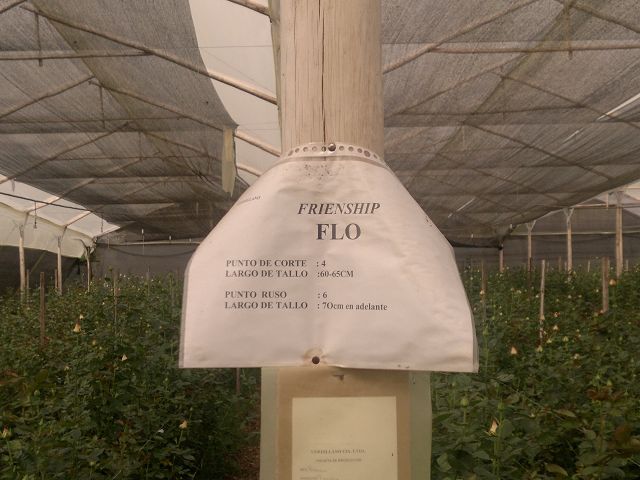 FRIENSHIP
FLO
PUNTO DE CORTE : 4
LARGO DE TALLO :60-65CM
PUNTO RUSO : 6
LARGO DE TALLO : 7Ocm en adelante